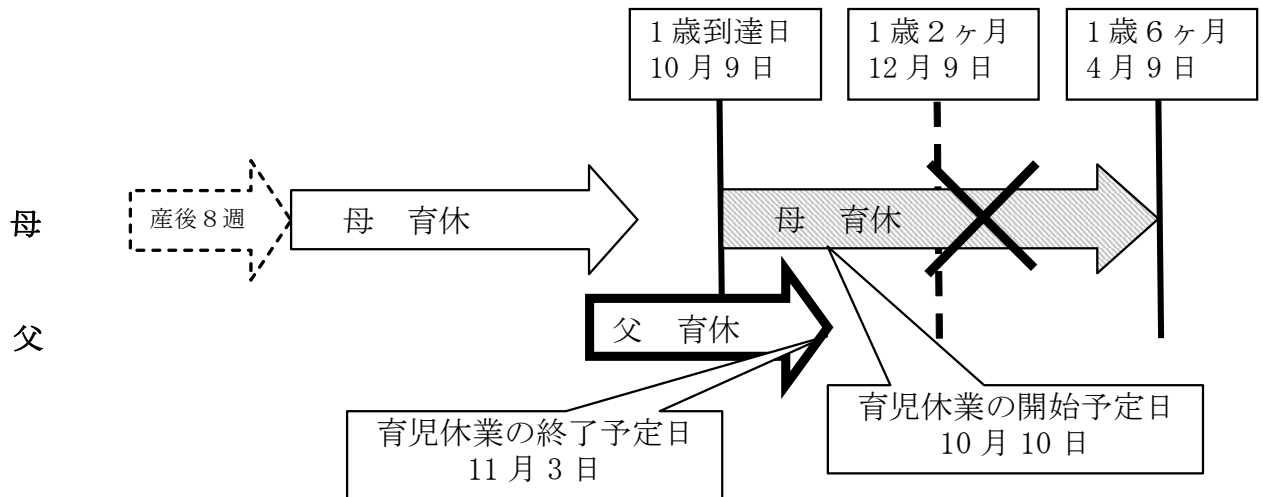 1歳到達日
10月9日
1歳2ヶ月
12月9日
1歳6ヶ月
4月9日
母
産後8週
母 育休
母 育休
父
父 育休
育児休業の終了予定日
11月3日
育児休業の開始予定日
10月10日